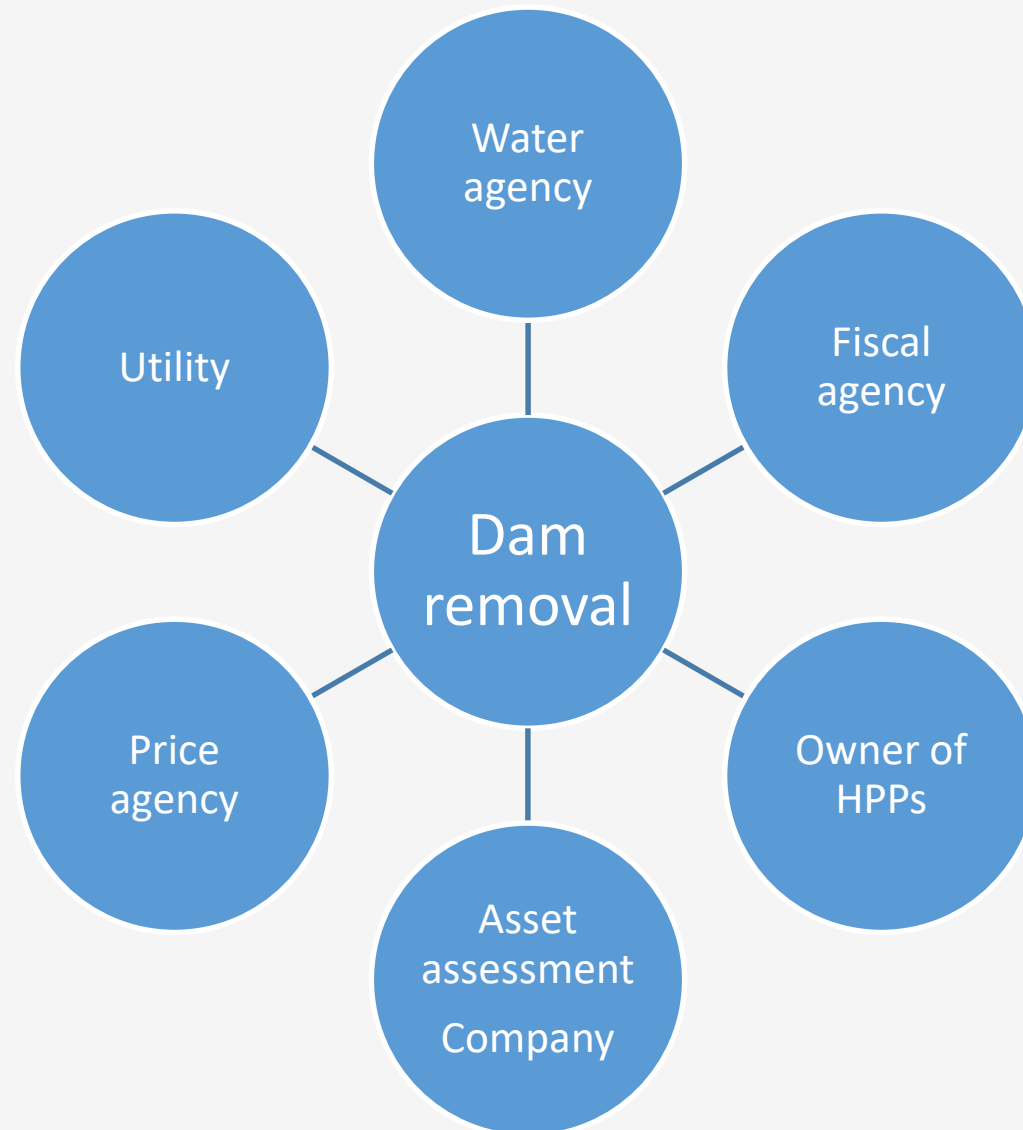 Water
agency
Fiscal
agency
Utility
Dam
removal
Owner of
HPPs
Price
agency
Asset
assessment
Company